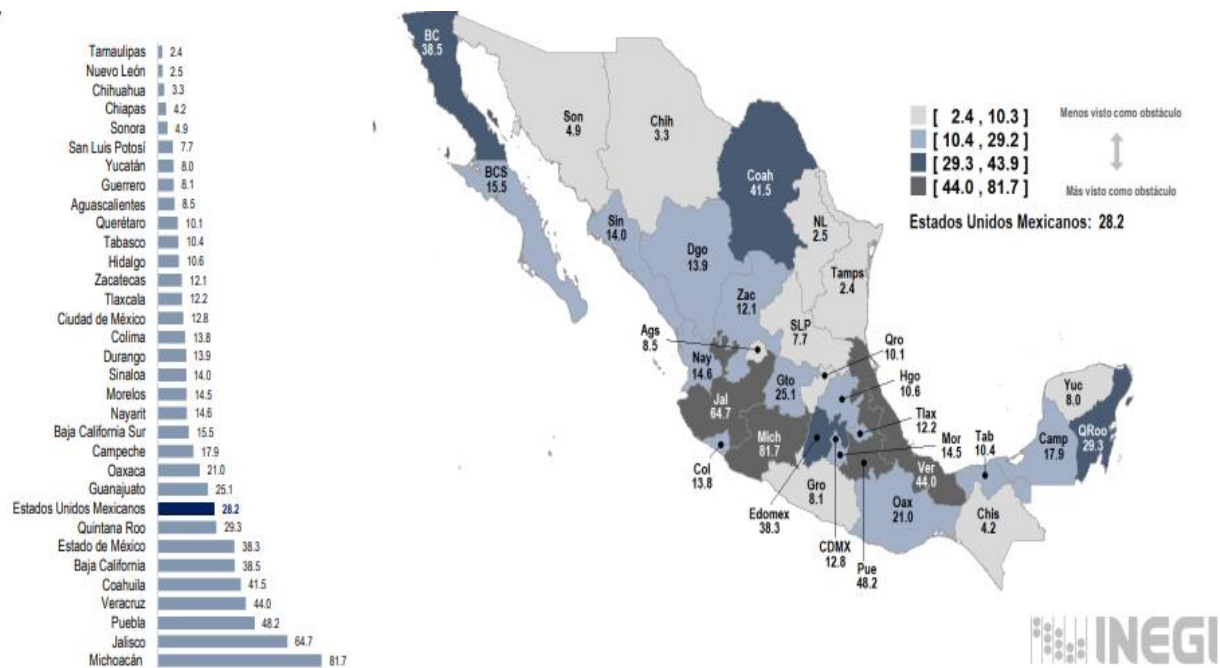 Tamaulipas 2.4
Nuevo León 2.5
Chihuahua 3.3
Chiapas 4.2
Sonora 4.9
San Luis Potosí 7.7
Yucatán 8.0
Guerrero 8.1
Aguascalientes 8.5
Querétaro 10.1
Tabasco 10.4
Hidalgo 10.6
Zacatecas 12.1
Tlaxcala 12.2
Ciudad de México 12.8
Colima 13.8
Durango 13.9
Sinaloa 14.0
Morelos 14.5
Nayarit 14.6
Baja California Sur 15.5
Campeche 17.9
Oaxaca 21.0
Guanajuato 25.1
Estados Unidos Mexicanos 28.2
Quintana Roo 29.3
Estado de México 38.3
Baja California 38.5
Coahuila 41.5
Veracruz 44.0
Puebla 48.2
Jalisco 64.7
Michoacán 81.7
BC
38.5
Son
4.9
Chih
3.3
Coah
41.5
BCS
15.5
Sin
14.0
Dgo
13.9
NL
2.5
Tamps
2.4
Zac
12.1
SLP
7.7
Ags
8.5
Nay
14.6
Gto
25.1
Qro
10.1
Hgo
10.6
Jal
64.7
Mich
81.7
Tlax
12.2
Mor
14.5
Tab
10.4
Yuc
8.0
QRoo
29.3
Camp
17.9
Col
13.8
Edomex
38.3
Gro
8.1
CDMX
12.8
Pue
48.2
Ver
44.0
Oax
21.0
Chis
4.2
[ 2.4 , 10.3 ] Menos visto como obstáculo
[ 10.4 , 29.2 ]
[ 29.3 , 43.9 ]
[ 44.0 , 81.7 ] Más visto como obstáculo
Estados Unidos Mexicanos: 28.2
INEGI